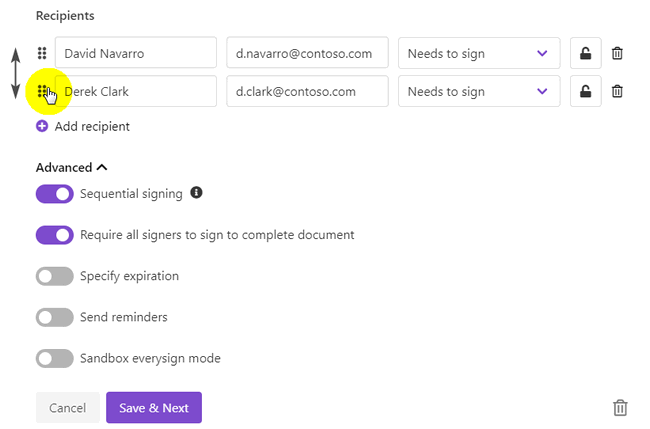 Recipients
David Navarro d.navarro@contoso.com Needs to sign
Derek Clark d.clark@contoso.com Needs to sign
Add recipient
Advanced
Sequential signing
Require all signers to sign to complete document
Specify expiration
Send reminders
Sandbox everysign mode
Cancel Save & Next